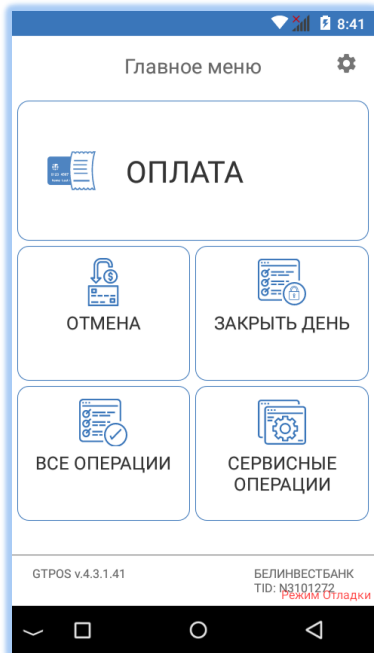 8:41
Главное меню
ОПЛАТА
ОТМЕНА
ЗАКРЫТЬ ДЕНЬ
ВСЕ ОПЕРАЦИИ
СЕРВИСНЫЕ
ОПЕРАЦИИ
GTPOS v.4.3.1.41
БЕЛИНВЕСТБАНК
TID: N3101272
Режим Отладки